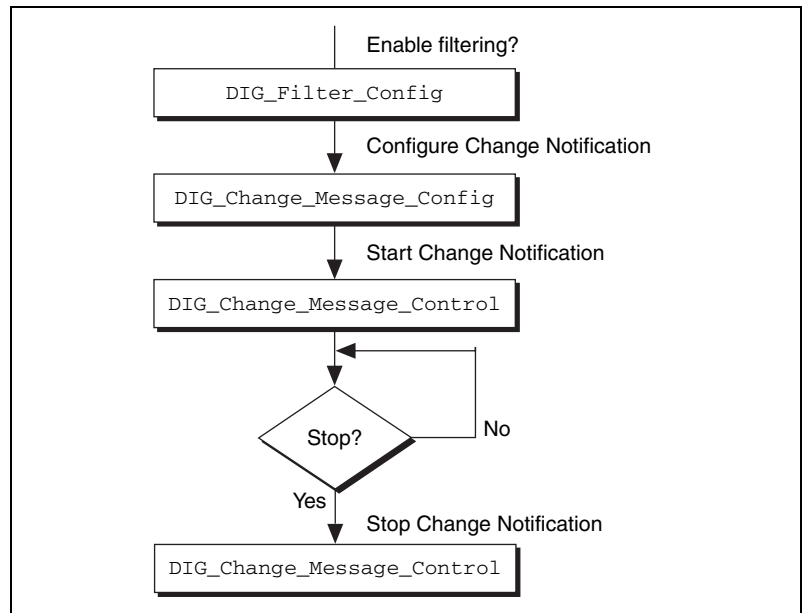 Enable filtering?
DIG_Filter_Config
Configure Change Notification
DIG_Change_Message_Config
Start Change Notification
DIG_Change_Message_Control
Stop?
No
Yes
Stop Change Notification
DIG_Change_Message_Control